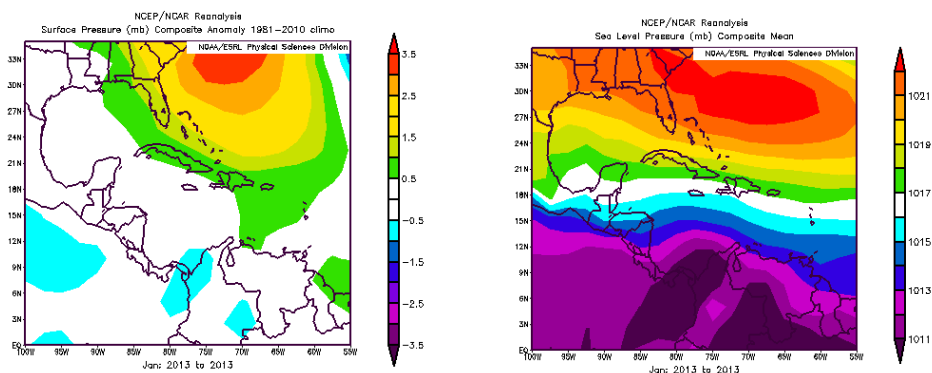 NCEP/NCAR Reanalysis
Surface Pressure (mb) Composite Anomaly 1981-2010 climo
NOAA/ESRL Physical Sciences Division
33N
30N
27N
24N
21N
18N
15N
12N
9N
6N
3N
EQ
100W 95W 90W 85W 80W 75W 70W 65W 60W 55W
Jan: 2013 to 2013
3.5
2.5
1.5
0.5
-0.5
-1.5
-2.5
-3.5
NCEP/NCAR Reanalysis
Sea Level Pressure (mb) Composite Mean
NOAA/ESRL Physical Sciences Division
33N
30N
27N
24N
21N
18N
15N
12N
9N
6N
3N
EQ
100W 95W 90W 85W 80W 75W 70W 65W 60W 55W
Jan: 2013 to 2013
1021
1019
1017
1015
1013
1011